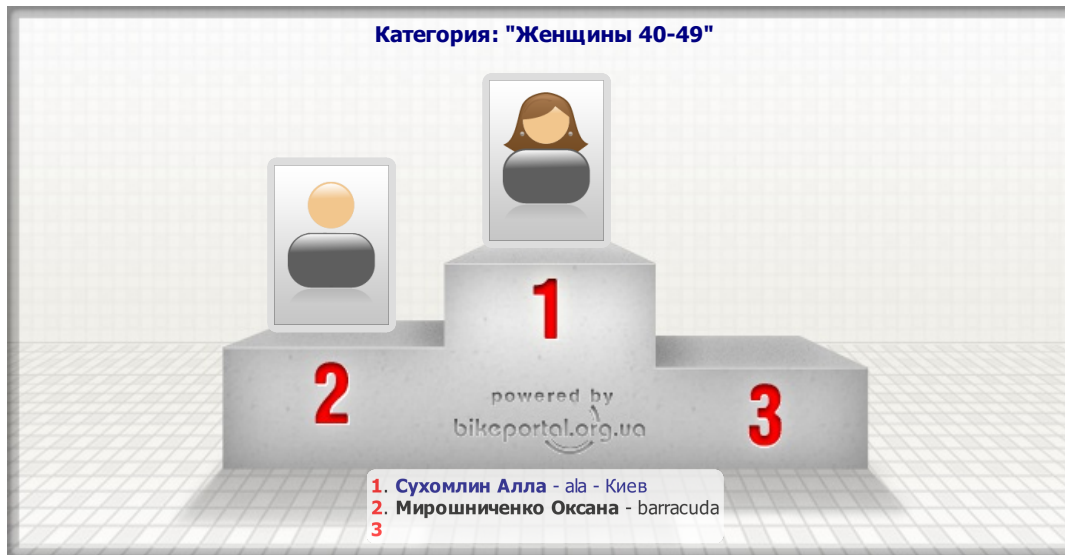 Категория: "Женщины 40-49"
1
2
3
powered by
bikeportal.org.ua
1. Сухомлин Алла - ala - Киев
2. Мирошниченко Оксана - barracuda
3